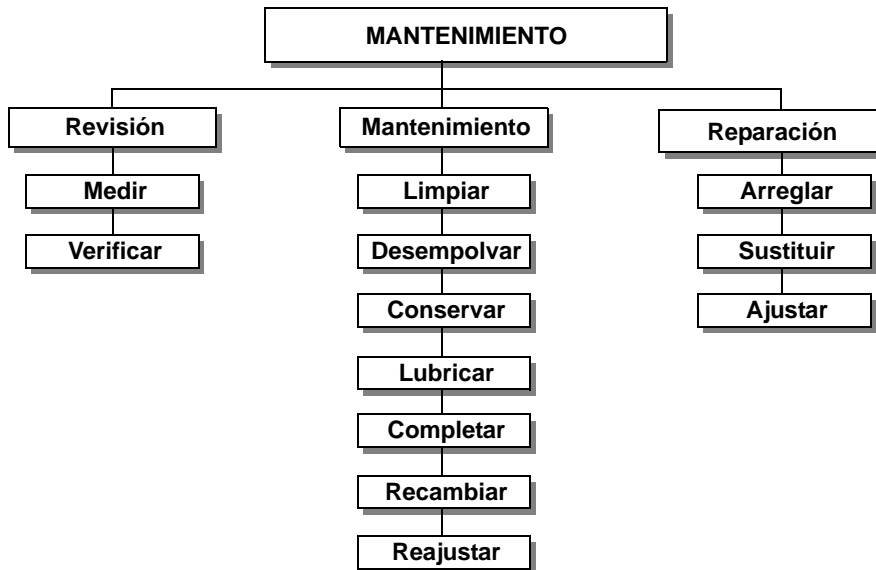 MANTENIMIENTO
Revisión
Mantenimiento
Reparación
Medir
Limpiar
Arreglar
Verificar
Desempolvar
Sustituir
Conservar
Ajustar
Lubricar
Completar
Recambiar
Reajustar